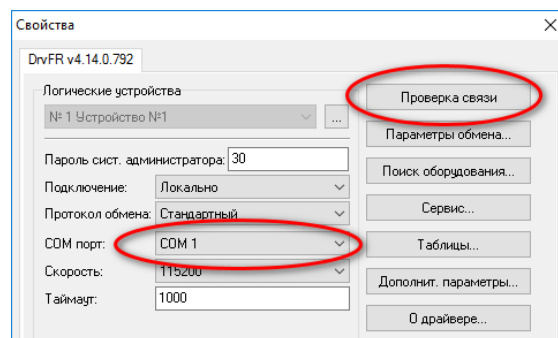 Свойства
DrvFR v4.14.0.792
Логические устройства
№ 1 Устройство №1
...
Пароль сист. администратора: 30
Подключение: Локально
Протокол обмена: Стандартный
COM порт: COM 1
Скорость: 115200
Таймаут: 1000
Проверка связи
Параметры обмена...
Поиск оборудования...
Сервис...
Таблицы...
Дополнит. параметры...
О драйвере...